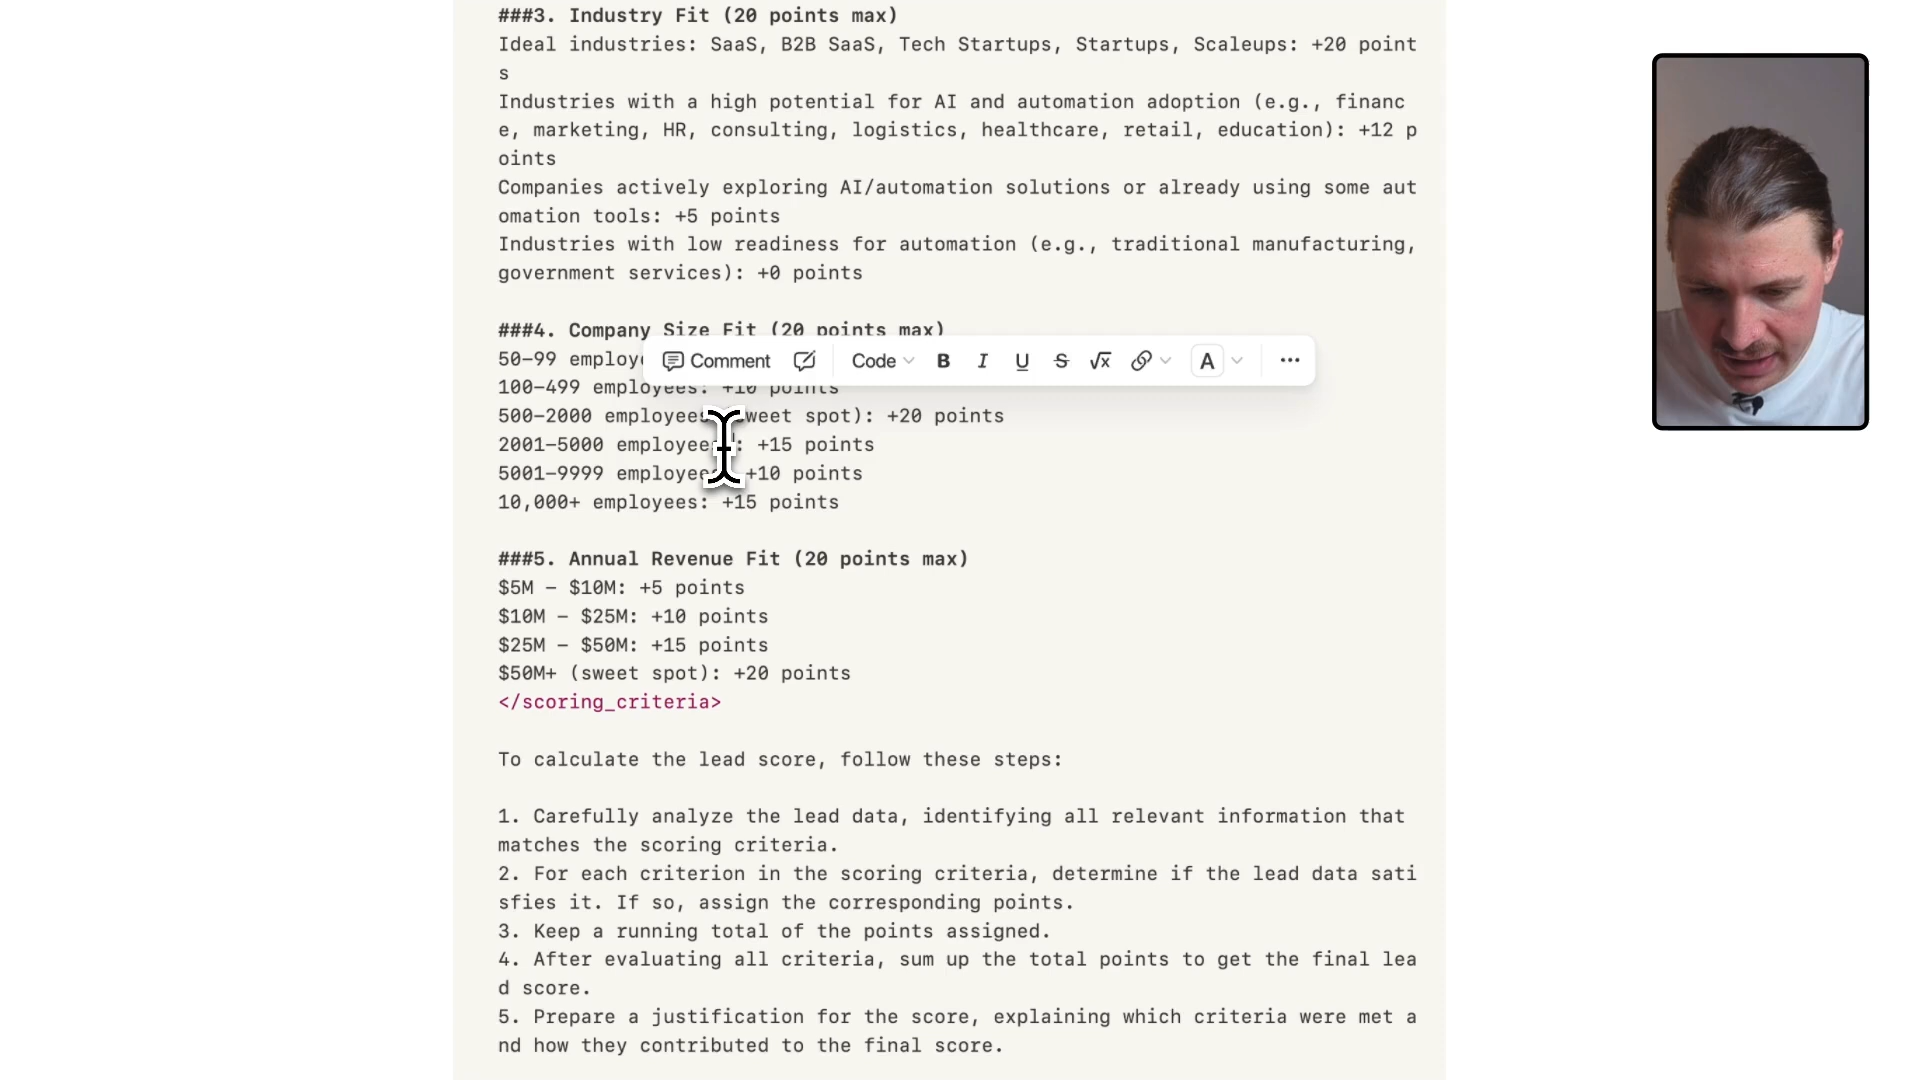 ###3. Industry Fit (20 points max)
Ideal industries: SaaS, B2B SaaS, Tech Startups, Startups, Scaleups: +20 point
s
Industries with a high potential for AI and automation adoption (e.g., financ
e, marketing, HR, consulting, logistics, healthcare, retail, education): +12 p
oints
Companies actively exploring AI/automation solutions or already using some aut
omation tools: +5 points
Industries with low readiness for automation (e.g., traditional manufacturing,
government services): +0 points
###4. Company Size Fit (20 points max)
50–99
Comment Code B I U S √x A
100–499 employees: +10 points
500–2000 employees spot): +20 points
2001–5000 employees: +15 points
5001–9999 employees +10 points
10,000+ employees: +15 points
###5. Annual Revenue Fit (20 points max)
$5M – $10M: +5 points
$10M – $25M: +10 points
$25M – $50M: +15 points
$50M+ (sweet spot): +20 points
</scoring_criteria>
To calculate the lead score, follow these steps:
1. Carefully analyze the lead data, identifying all relevant information that
matches the scoring criteria.
2. For each criterion in the scoring criteria, determine if the lead data sati
sfies it. If so, assign the corresponding points.
3. Keep a running total of the points assigned.
4. After evaluating all criteria, sum up the total points to get the final lea
d score.
5. Prepare a justification for the score, explaining which criteria were met a
nd how they contributed to the final score.